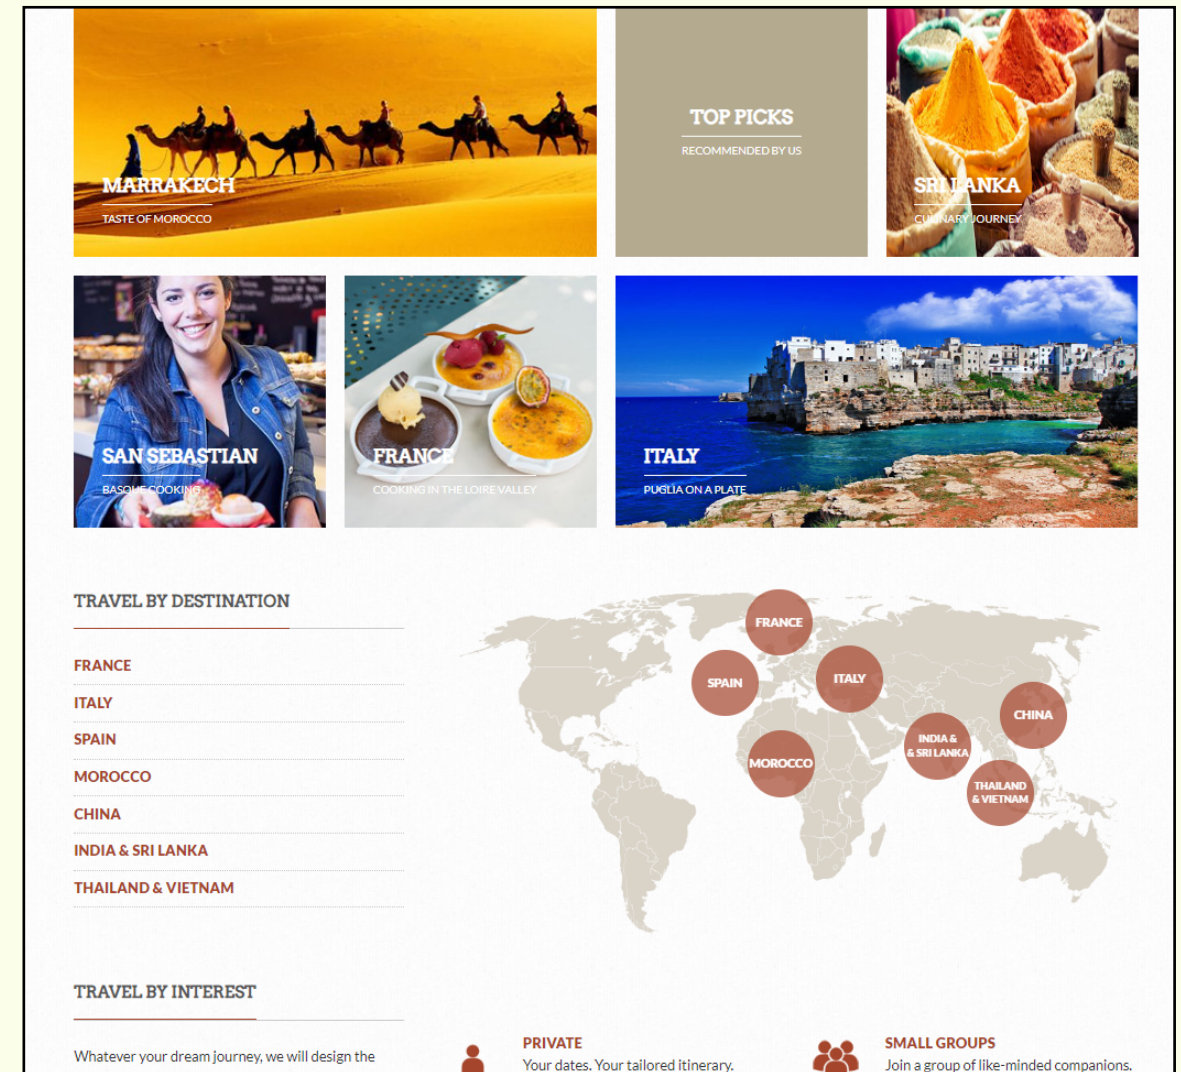 MARRAKECH
TASTE OF MOROCCO
TOP PICKS
RECOMMENDED BY US
SRI LANKA
CULINARY JOURNEY
SAN SEBASTIAN
BASQUE COOKING
FRANCE
COOKING IN THE LOIRE VALLEY
ITALY
PUGLIA ON A PLATE
TRAVEL BY DESTINATION
FRANCE
ITALY
SPAIN
MOROCCO
CHINA
INDIA & SRI LANKA
THAILAND & VIETNAM
FRANCE
SPAIN
ITALY
CHINA
INDIA &
& SRI LANKA
MOROCCO
THAILAND
& VIETNAM
TRAVEL BY INTEREST
Whatever your dream journey, we will design the
PRIVATE
Your dates. Your tailored itinerary.
SMALL GROUPS
Join a group of like-minded companions.